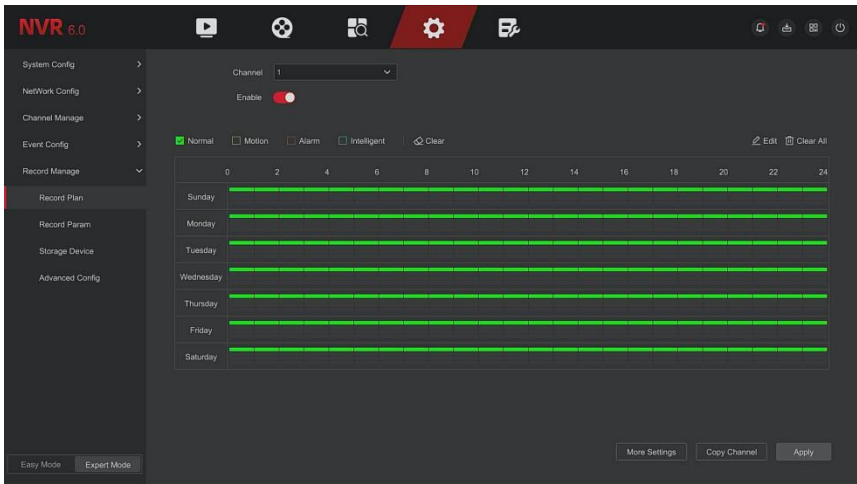 NVR 6.0
System Config
NetWork Config
Channel Manage
Event Config
Record Manage
Record Plan
Record Param
Storage Device
Advanced Config
Easy Mode Expert Mode
Channel 1
Enable
Normal Motion Alarm Intelligent Clear Edit Clear All
0 2 4 6 8 10 12 14 16 18 20 22 24
Sunday
Monday
Tuesday
Wednesday
Thursday
Friday
Saturday
More Settings Copy Channel Apply